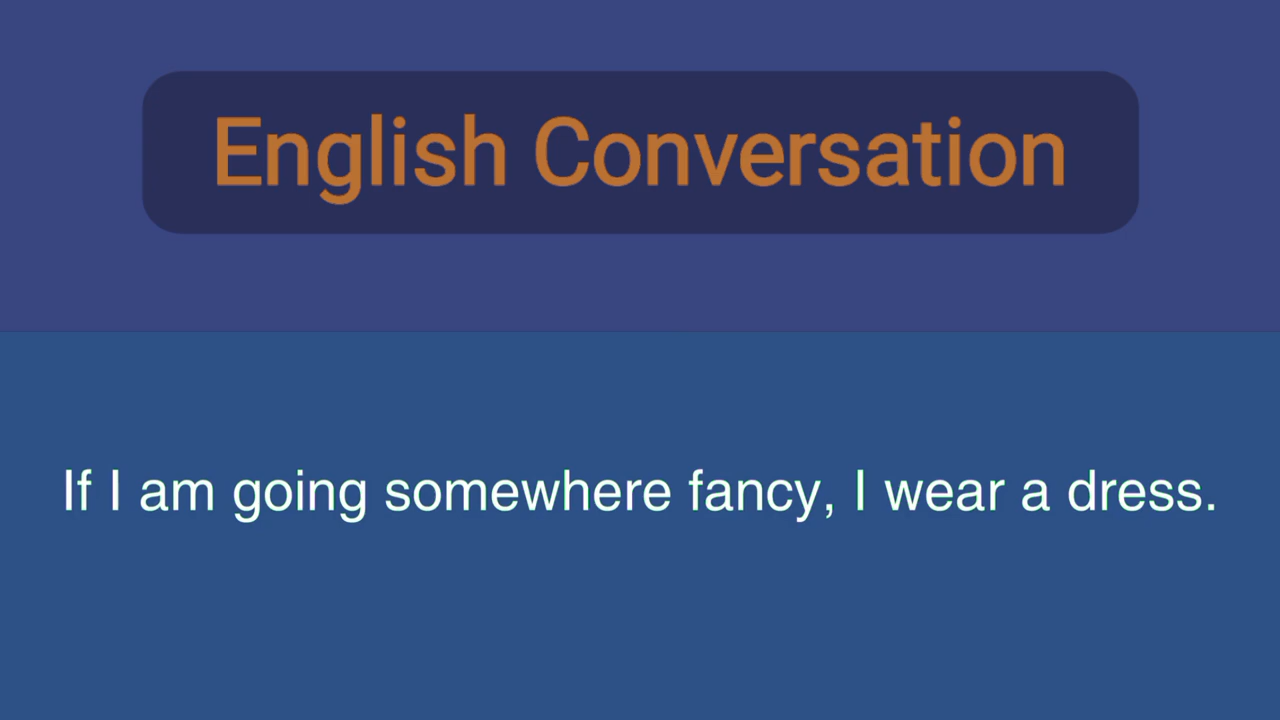 English Conversation
If I am going somewhere fancy, I wear a dress.